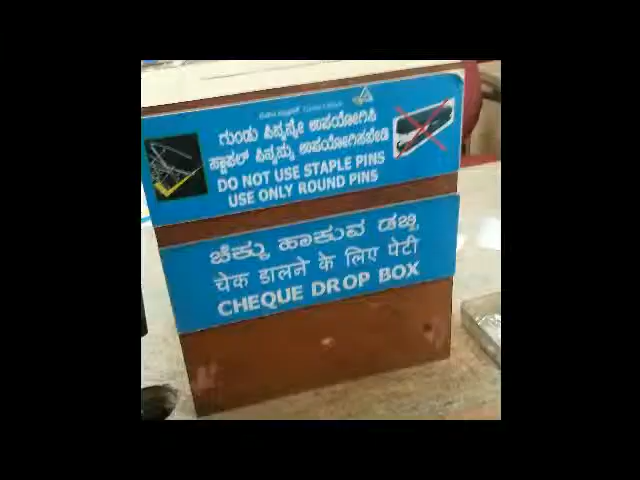 ಗುಂಡು ಪಿನ್ನನ್ನೇ ಉಪಯೋಗಿಸಿ
ಸ್ಟಾಪಲ್ ಪಿನ್ನನ್ನು ಉಪಯೋಗಿಸಬೇಡಿ
DO NOT USE STAPLE PINS
USE ONLY ROUND PINS
ಚೆಕ್ಕು ಹಾಕುವ ಡಬ್ಬಿ
चेक डालने के लिए पेटी
CHEQUE DROP BOX